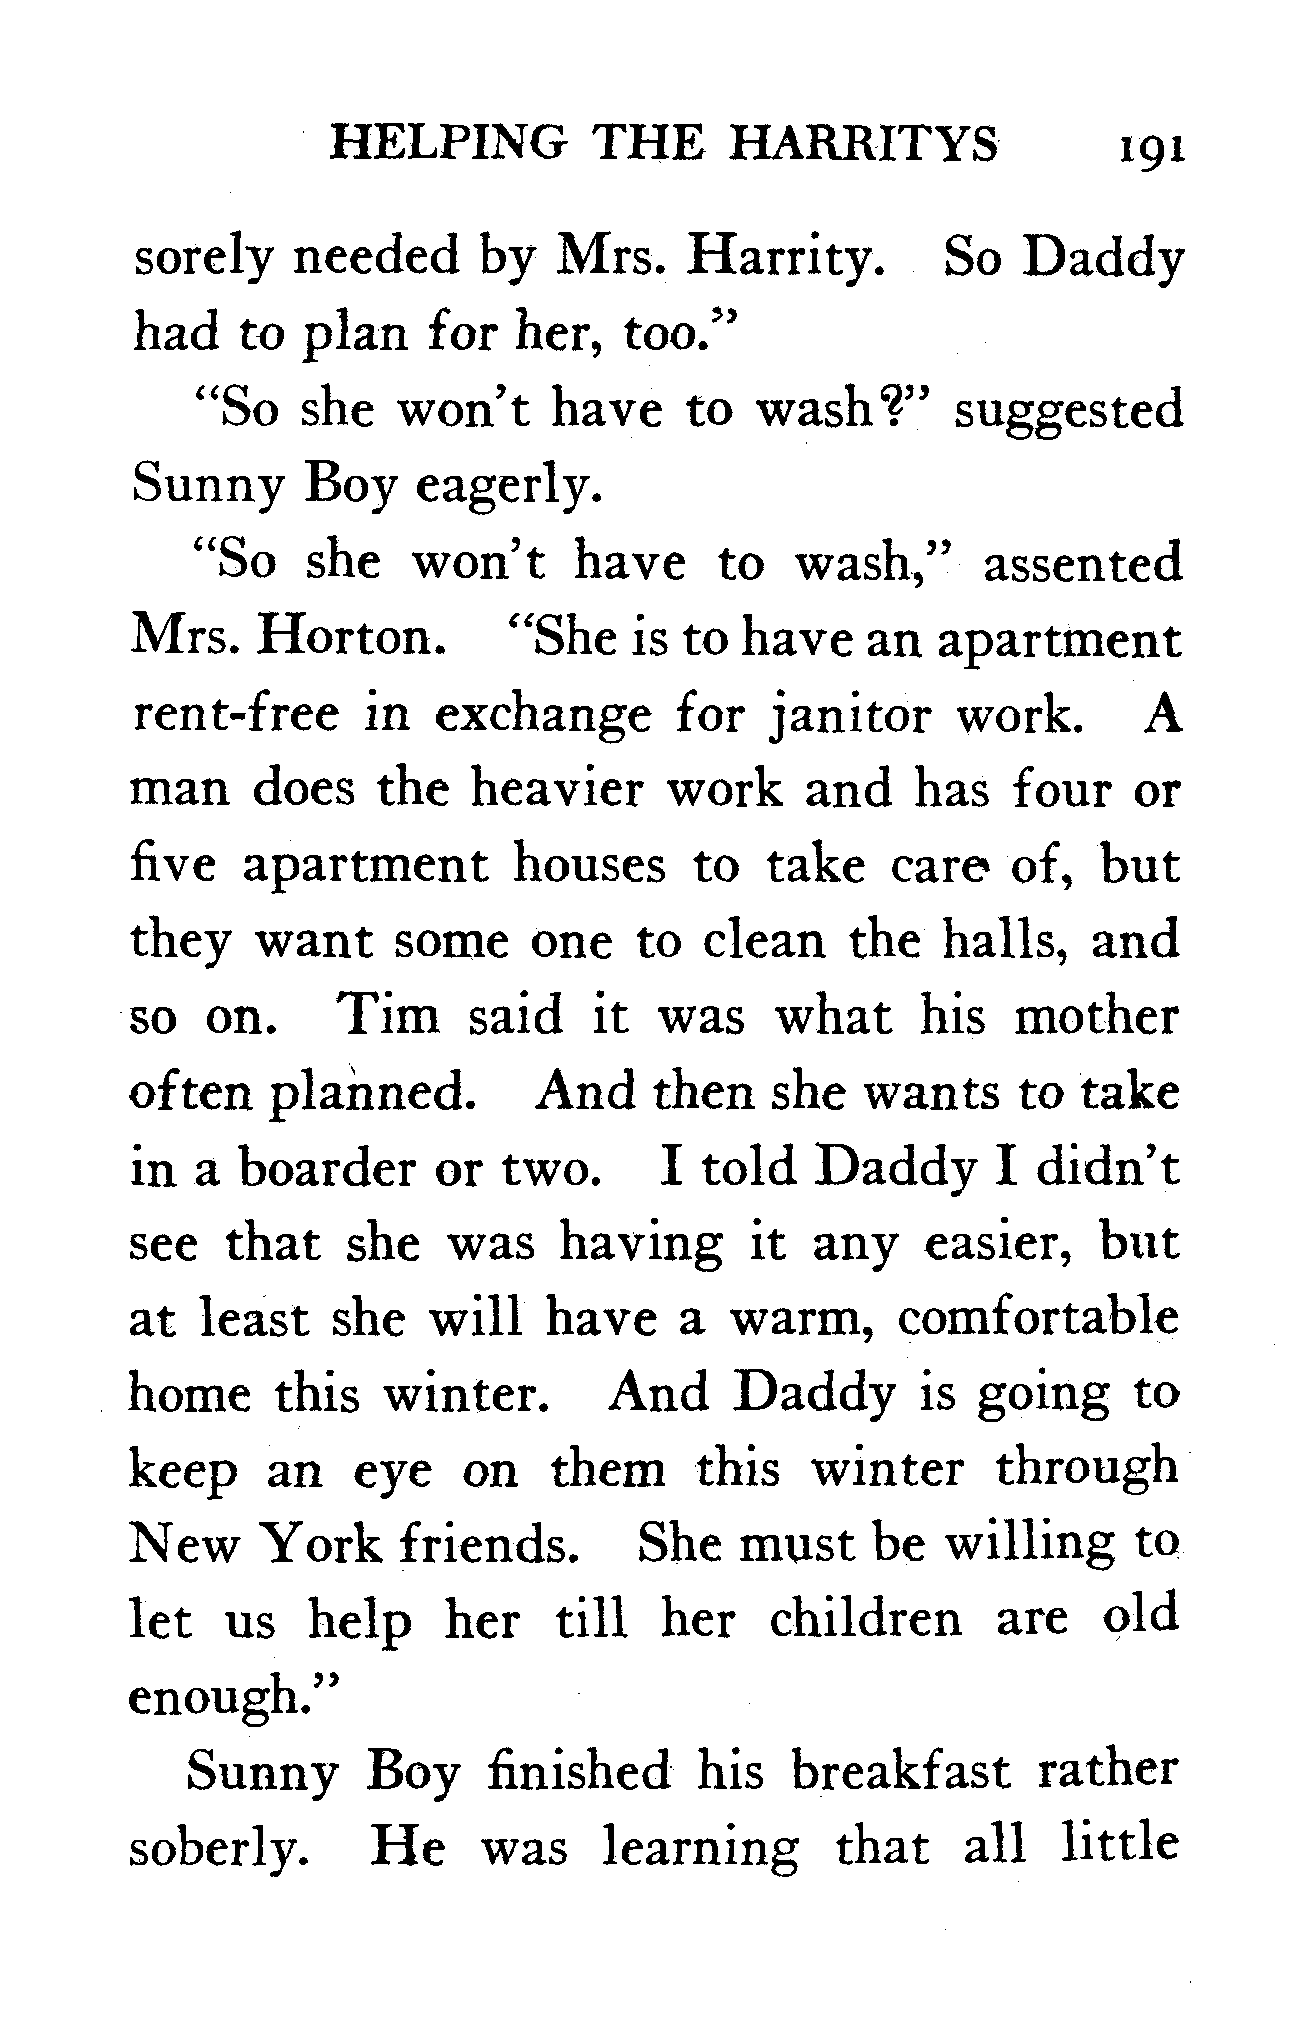 HELPING THE HARRITYS 191
sorely needed by Mrs. Harrity. So Daddy
had to plan for her, too."
"So she won't have to wash?" suggested
Sunny Boy eagerly.
"So she won't have to wash," assented
Mrs. Horton. "She is to have an apartment
rent-free in exchange for janitor work. A
man does the heavier work and has four or
five apartment houses to take care of, but
they want some one to clean the halls, and
so on. Tim said it was what his mother
often planned. And then she wants to take
in a boarder or two. I told Daddy I didn't
see that she was having it any easier, but
at least she will have a warm, comfortable
home this winter. And Daddy is going to
keep an eye on them this winter through
New York friends. She must be willing to
let us help her till her children are old
enough."
Sunny Boy finished his breakfast rather
soberly. He was learning that all little